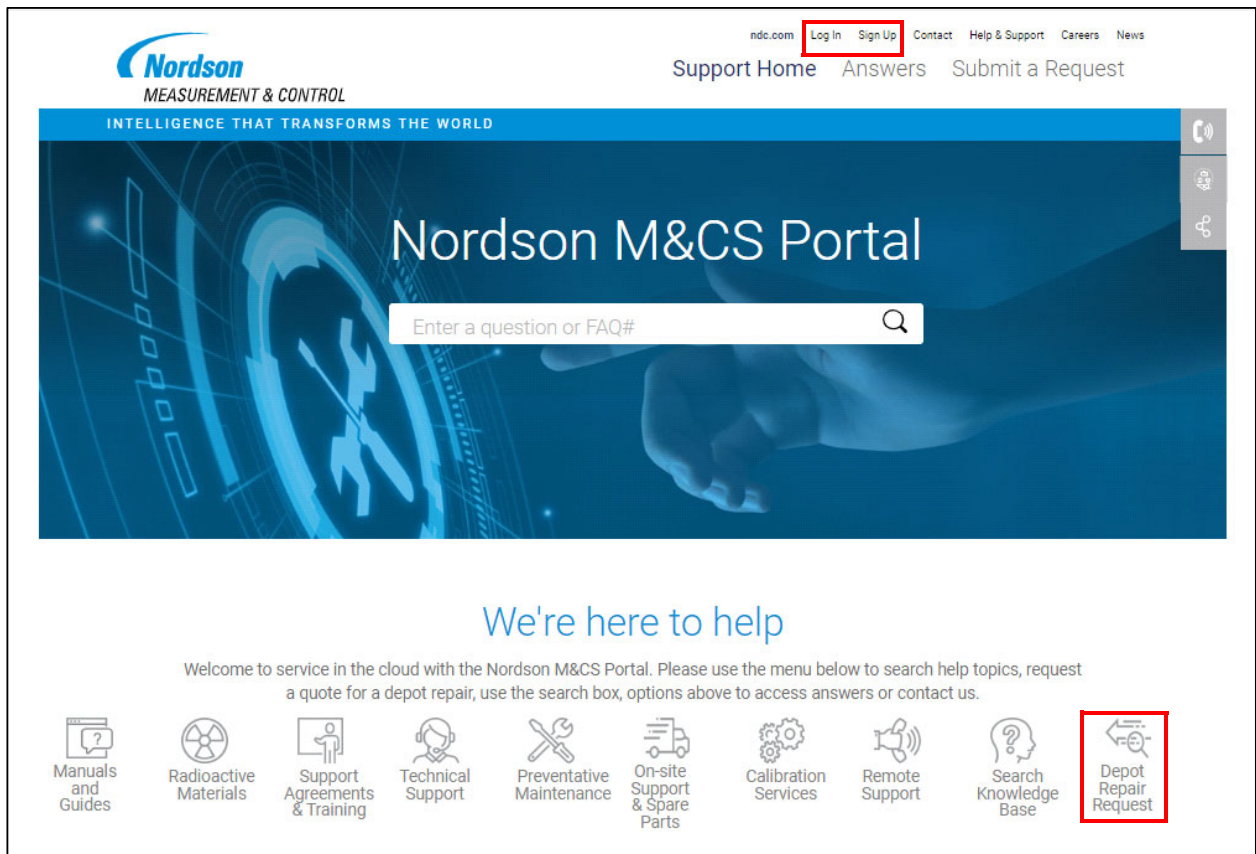 ndc.com Log In Sign Up Contact Help & Support Careers News
Nordson
MEASUREMENT & CONTROL
Support Home Answers Submit a Request
INTELLIGENCE THAT TRANSFORMS THE WORLD
Nordson M&CS Portal
Enter a question or FAQ#
We're here to help
Welcome to service in the cloud with the Nordson M&CS Portal. Please use the menu below to search help topics, request
a quote for a depot repair, use the search box, options above to access answers or contact us.
Manuals
and
Guides
Radioactive
Materials
Support
Agreements
& Training
Technical
Support
Preventative
Maintenance
On-site
Support
& Spare
Parts
Calibration
Services
Remote
Support
Search
Knowledge
Base
Depot
Repair
Request